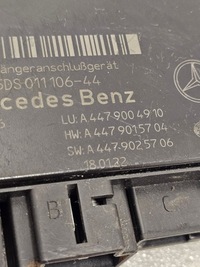 ängeranschlußgerät
DS 011 106-44
cedes Benz
LU: A 447 900 49 10
HW: A 447 901 57 04
SW: A 447 902 57 06
18.01.22
B
C